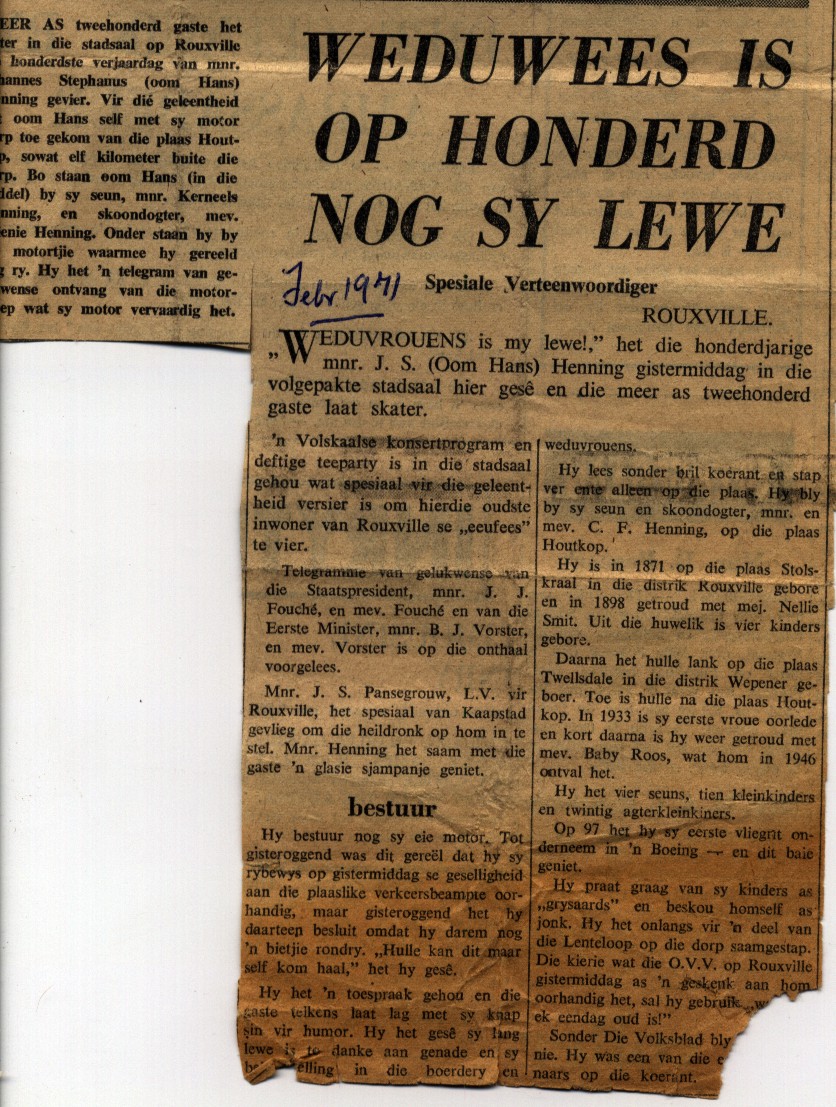 EER AS tweehonderd gaste het
ter in die stadsaal op Rouxville
honderdste verjaardag van mnr.
hannes Stephanus (oom Hans)
nning gevier. Vir dié geleentheid
oom Hans self met sy motor
rp toe gekom van die plaas Hout-
p, sowat elf kilometer buite die
rp. Bo staan oom Hans (in die
ddel) by sy seun, mnr. Kerneels
nning, en skoondogter, mev.
enie Henning. Onder staan hy by
motortjie waarmee hy gereeld
g ry. Hy het 'n telegram van ge-
wense ontvang van die motor-
ep wat sy motor vervaardig het.
WEDUWEES IS
OP HONDERD
NOG SY LEWE
Febr 1971
Spesiale Verteenwoordiger
ROUXVILLE.
„WEDUVROUENS is my lewe!,” het die honderdjarige
mnr. J. S. (Oom Hans) Henning gistermiddag in die
volgepakte stadsaal hier gesê en die meer as tweehonderd
gaste laat skater.
'n Volskaalse konsertprogram en
deftige teeparty is in die stadsaal
gehou wat spesiaal vir die geleent-
theid versier is om hierdie oudste
inwoner van Rouxville se „eeufees”
te vier.
Telegramme van gelukwense van
die Staatspresident, mnr. J. J.
Fouché, en mev. Fouché en van die
Eerste Minister, mnr. B. J. Vorster,
en mev. Vorster is op die onthaal
voorgelees.
Mnr. J. S. Pansegrouw, L.V. vir
Rouxville, het spesiaal van Kaapstad
gevlieg om die heildronk op hom in te
stel. Mnr. Henning het saam met die
gaste 'n glasie sjampanje geniet.
bestuur
Hy bestuur nog sy eie motor. Tot
gisteroggend was dit gereël dat hy sy
rybewys op gistermiddag se geselligheid
aan die plaaslike verkeersbeampte oor-
handig, maar gisteroggend het hy
daarteen besluit omdat hy darem nog
'n bietjie rondry. „Hulle kan dit maar
self kom haal,” het hy gesê.
Hy het 'n toespraak gehou en die
gaste telkens laat lag met sy knap
sin vir humor. Hy het gesê sy lang
lewe is te danke aan genade en sy
elling in die boerdery en
weduvrouens.
Hy lees sonder bril koerant en stap
ver ente alleen op die plaas. Hy bly
by sy seun en skoondogter, mnr. en
mev. C. F. Henning, op die plaas
Houtkop.
Hy is in 1871 op die plaas Stols-
kraal in die distrik Rouxville gebore
en in 1898 getroud met mej. Nellie
Smit. Uit die huwelik is vier kinders
gebore.
Daarna het hulle lank op die plaas
Twellsdale in die distrik Wepener ge-
boer. Toe is hulle na die plaas Hout-
kop. In 1933 is sy eerste vroue oorlede
en kort daarna is hy weer getroud met
mev. Baby Roos, wat hom in 1946
ontval het.
Hy het vier seuns, tien kleinkinders
en twintig agterkleinkiners.
Op 97 het hy sy eerste vliegnt on-
derneem in 'n Boeing — en dit baie
geniet.
Hy praat graag van sy kinders as
„grysaards” en beskou homself as
jonk. Hy het onlangs vir 'n deel van
die Lenteloop op die dorp saamgestap.
Die kierie wat die O.V.V. op Rouxville
gistermiddag as 'n geskenk aan hom
oorhandig het, sal hy gebruik „w
ek eendag oud is!”
Sonder Die Volksblad bly
nie. Hy was een van die e
naars op die koerant.